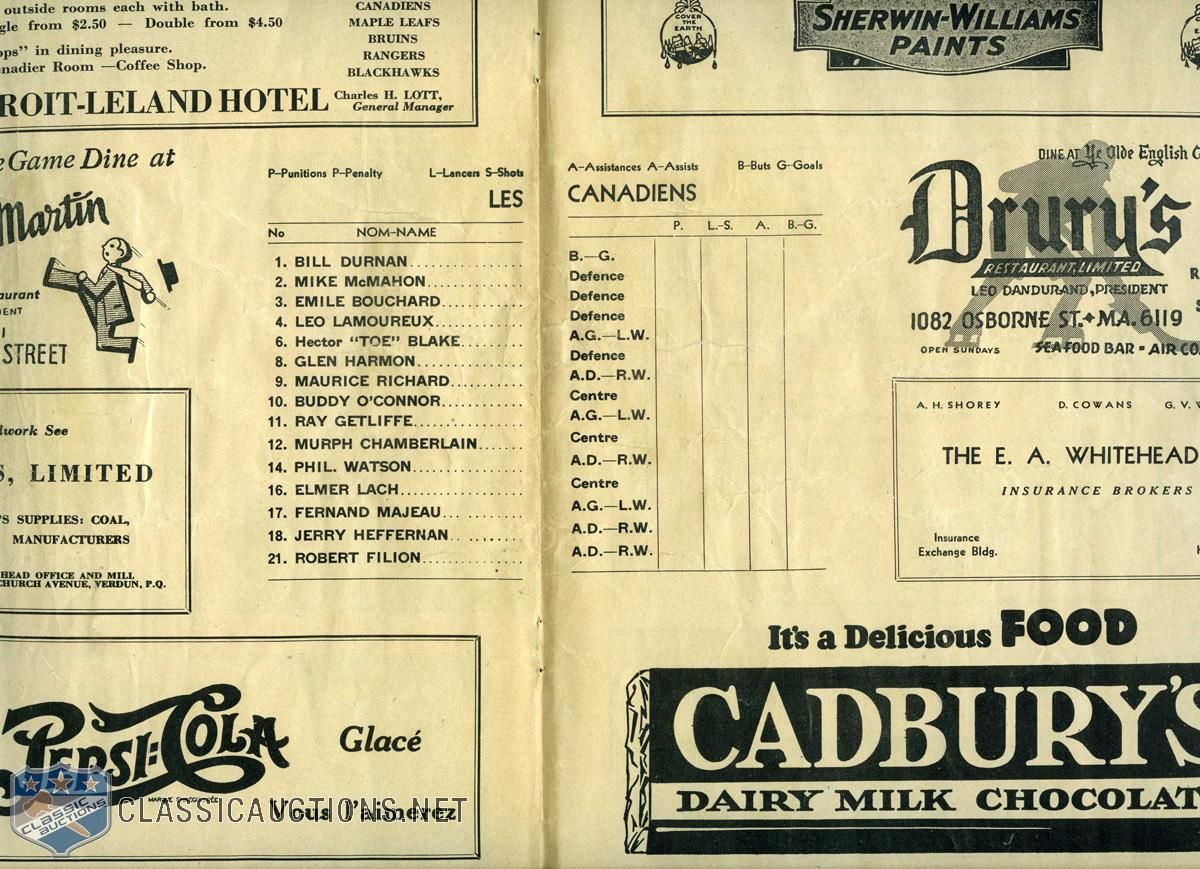 outside rooms each with bath.
gle from $2.50 — Double from $4.50
ops" in dining pleasure.
nadier Room —Coffee Shop.
ROIT-LELAND HOTEL
Charles H. LOTT,
General Manager
CANADIENS
MAPLE LEAFS
BRUINS
RANGERS
BLACKHAWKS
COVER
THE
EARTH
SHERWIN-WILLIAMS
PAINTS
e Game Dine at
Martin
aurant
ENT
STREET
lwork See
S, LIMITED
'S SUPPLIES: COAL,
MANUFACTURERS
HEAD OFFICE AND MILL
CHURCH AVENUE, VERDUN, P.Q.
P–Punitions P–Penalty L–Lancers S–Shots
LES
No NOM–NAME
1. BILL DURNAN
2. MIKE McMAHON
3. EMILE BOUCHARD
4. LEO LAMOUREUX
6. Hector "TOE" BLAKE
8. GLEN HARMON
9. MAURICE RICHARD
10. BUDDY O'CONNOR
11. RAY GETLIFFE
12. MURPH CHAMBERLAIN
14. PHIL. WATSON
16. ELMER LACH
17. FERNAND MAJEAU
18. JERRY HEFFERNAN
21. ROBERT FILION
A–Assistances A–Assists B–Buts G–Goals
CANADIENS
P. L.-S. A. B.-G.
B.—G.
Defence
Defence
Defence
A.G.—L.W.
Defence
A.D.—R.W.
Centre
A.G.—L.W.
Centre
A.D.—R.W.
Centre
A.G.—L.W.
A.D.—R.W.
A.D.—R.W.
DINE AT Ye Olde English
Drury's
RESTAURANT, LIMITED
LEO DANDURAND, PRESIDENT
1082 OSBORNE ST. MA. 6119
OPEN SUNDAYS SEA FOOD BAR • AIR CO
A. H. SHOREY D. COWANS G. V. W
THE E. A. WHITEHEAD
INSURANCE BROKERS
Insurance
Exchange Bldg.
PEPSI:COLA
Glacé
Vous l'aimerez
It's a Delicious FOOD
CADBURY'S
DAIRY MILK CHOCOLAT
CLASSIC
AUCTIONS
CLASSICAUCTIONS.NET